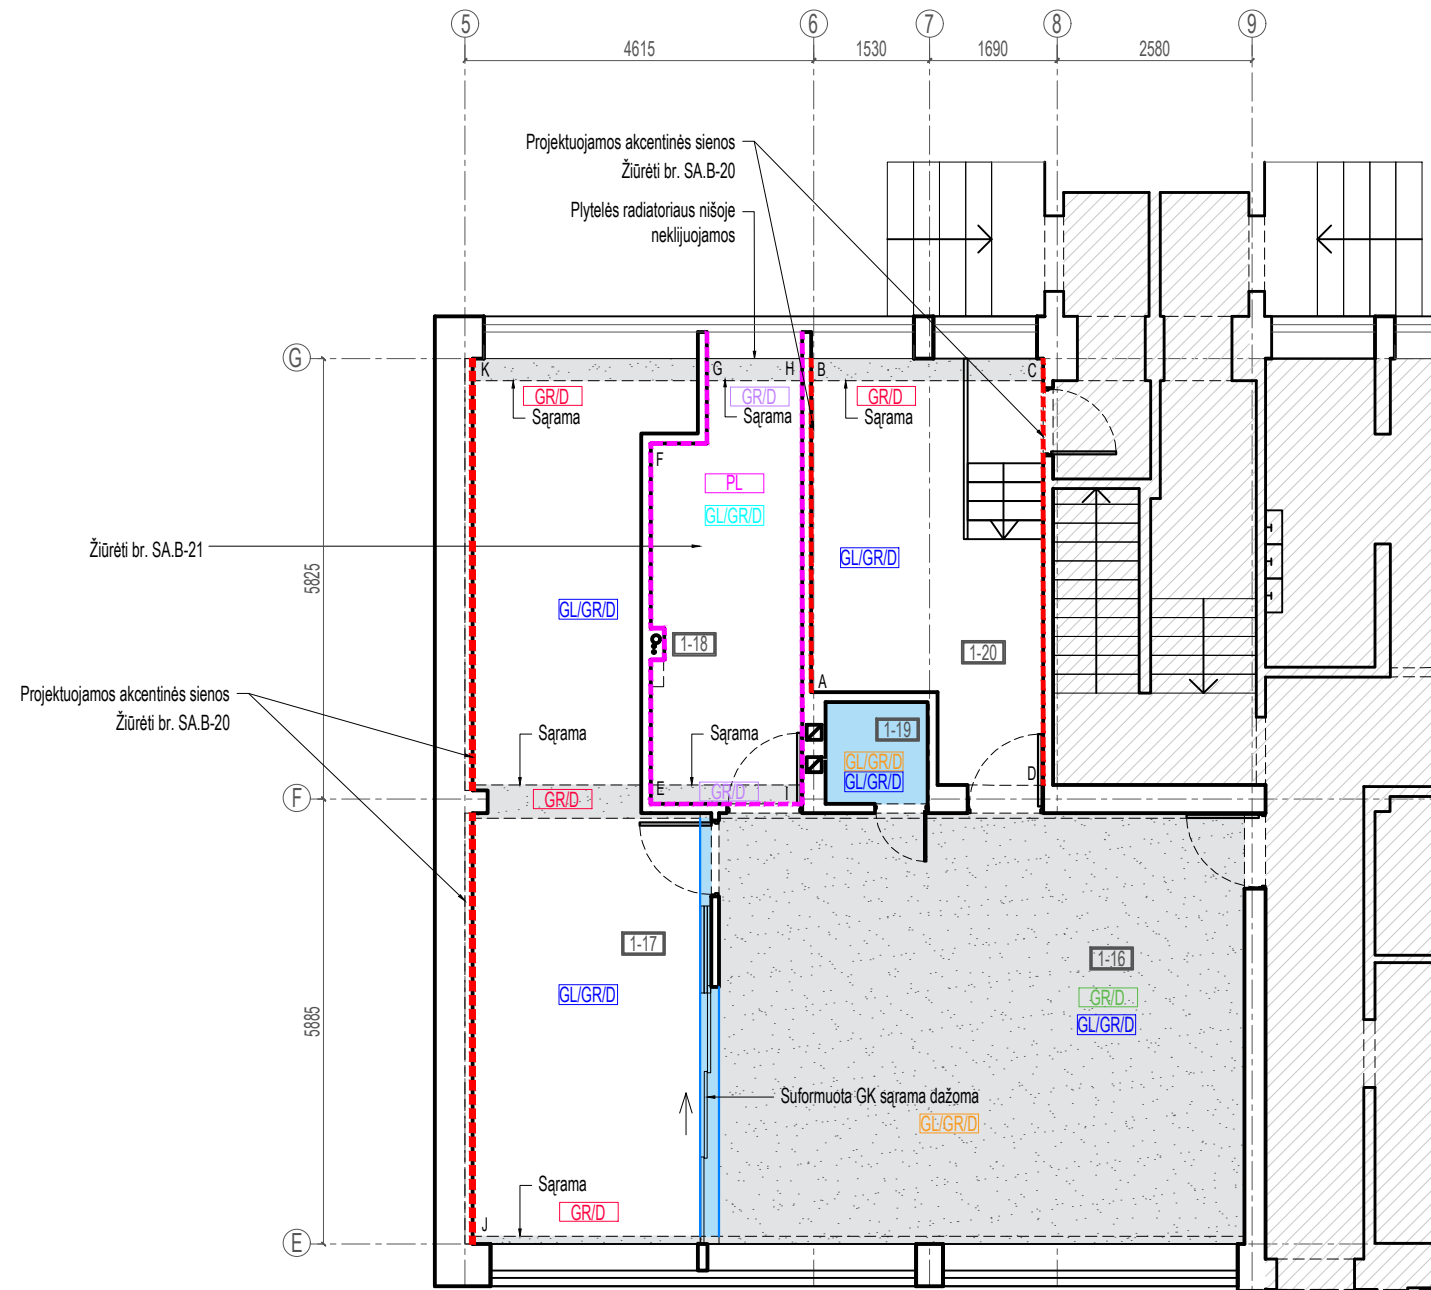 5
6
7
8
9
4615
1530
1690
2580
Projektuojamos akcentinės sienos
Žiūrėti br. SA.B-20
Plytelės radiatoriaus nišoje
neklijuojamos
G
K
G
H
B
C
GR/D
GR/D
GR/D
Sąrama
Sąrama
Sąrama
F
PL
GL/GR/D
Žiūrėti br. SA.B-21
GL/GR/D
5825
GL/GR/D
1-18
1-20
A
D
Projektuojamos akcentinės sienos
Žiūrėti br. SA.B-20
Sąrama
Sąrama
1-19
GL/GR/D
GL/GR/D
E
F
GR/D
GR/D
I
1-17
1-16
GL/GR/D
GR/D
GL/GR/D
5885
Suformuota GK sąrama dažoma
GL/GR/D
Sąrama
GR/D
J
E